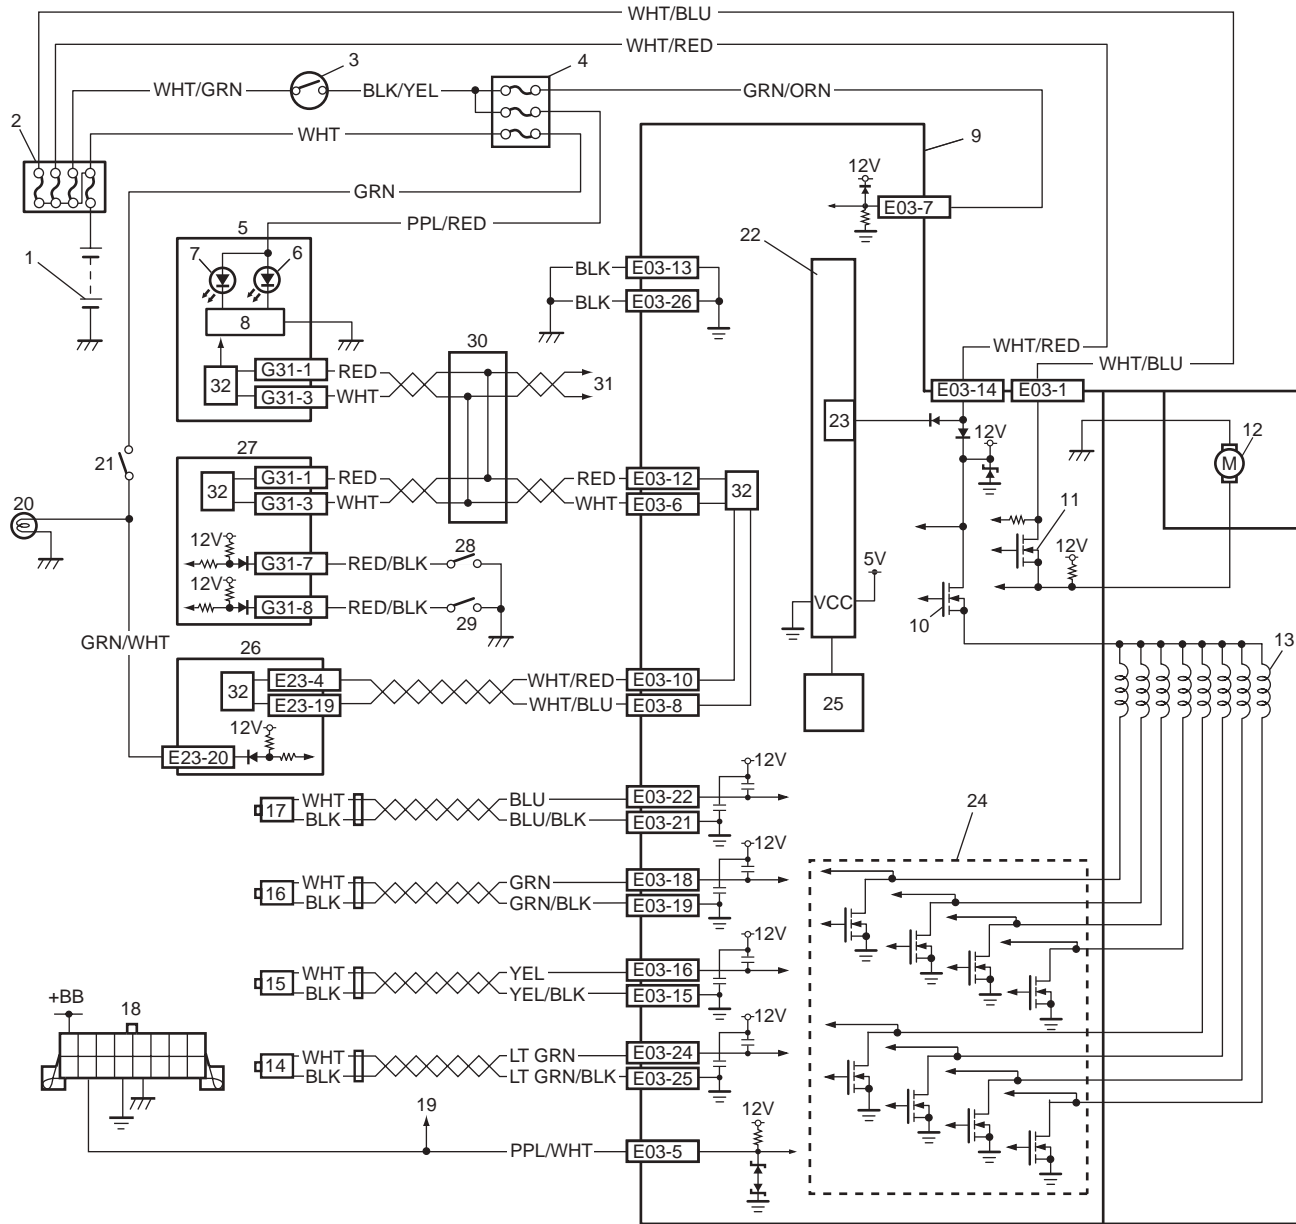 WHT/BLU
WHT/RED
3
4
WHT/GRN
BLK/YEL
GRN/ORN
2
WHT
9
12V
GRN
E03-7
PPL/RED
5
22
7
6
1
BLK
E03-13
BLK
E03-26
8
30
WHT/RED
WHT/BLU
32
G31-1
RED
31
G31-3
WHT
E03-14
E03-1
23
12V
12
M
27
21
32
G31-1
RED
RED
E03-12
G31-3
WHT
WHT
E03-6
32
20
11
12V
12V
28
5V
G31-7
RED/BLK
12V
G31-8
RED/BLK
29
VCC
10
GRN/WHT
26
13
32
E23-4
WHT/RED
E03-10
E23-19
WHT/BLU
E03-8
25
12V
E23-20
12V
17
WHT
BLU
E03-22
BLK
BLU/BLK
E03-21
24
12V
16
WHT
GRN
E03-18
BLK
GRN/BLK
E03-19
12V
15
WHT
YEL
E03-16
BLK
YEL/BLK
E03-15
+BB
18
12V
14
WHT
LT GRN
E03-24
BLK
LT GRN/BLK
E03-25
19
12V
PPL/WHT
E03-5